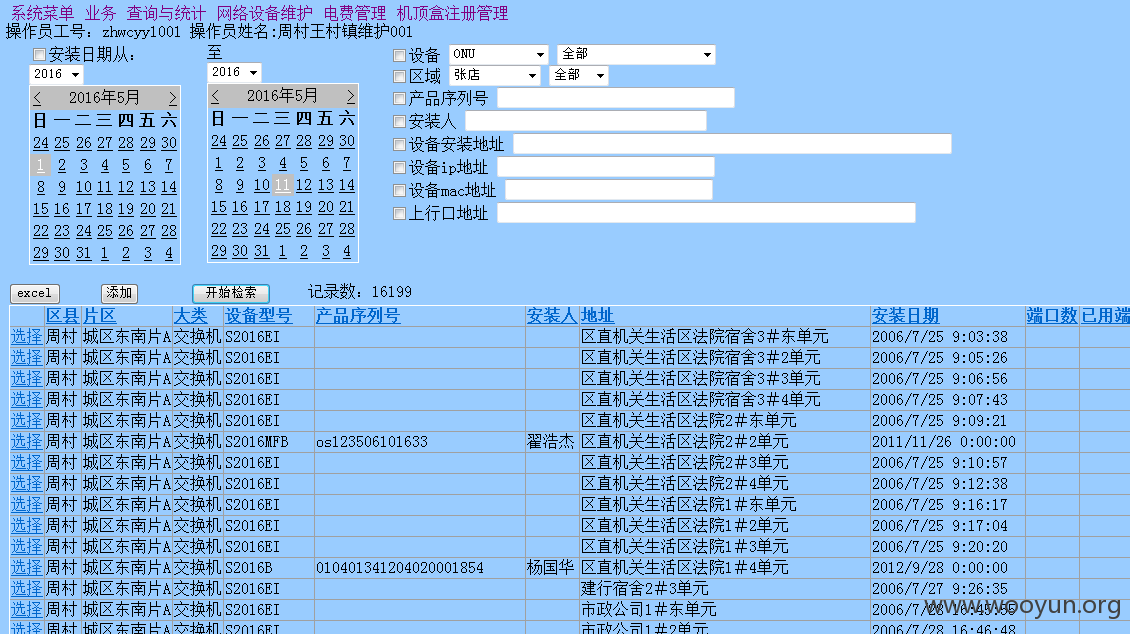 系统菜单 业务 查询与统计 网络设备维护 电费管理 机顶盒注册管理
操作员工号：zhwcyy1001 操作员姓名:周村王村镇维护001
安装日期从：
2016
< 2016年5月 >
日 一 二 三 四 五 六
24 25 26 27 28 29 30
1 2 3 4 5 6 7
8 9 10 11 12 13 14
15 16 17 18 19 20 21
22 23 24 25 26 27 28
29 30 31 1 2 3 4
至
2016
< 2016年5月 >
日 一 二 三 四 五 六
24 25 26 27 28 29 30
1 2 3 4 5 6 7
8 9 10 11 12 13 14
15 16 17 18 19 20 21
22 23 24 25 26 27 28
29 30 31 1 2 3 4
设备 ONU 全部
区域 张店 全部
产品序列号
安装人
设备安装地址
设备ip地址
设备mac地址
上行口地址
excel 添加 开始检索 记录数：16199
区县 片区 大类 设备型号 产品序列号 安装人 地址 安装日期 端口数 已用端
选择 周村 城区东南片A 交换机 S2016EI 区直机关生活区法院宿舍3#东单元 2006/7/25 9:03:38
选择 周村 城区东南片A 交换机 S2016EI 区直机关生活区法院宿舍3#2单元 2006/7/25 9:05:26
选择 周村 城区东南片A 交换机 S2016EI 区直机关生活区法院宿舍3#3单元 2006/7/25 9:06:56
选择 周村 城区东南片A 交换机 S2016EI 区直机关生活区法院宿舍3#4单元 2006/7/25 9:07:43
选择 周村 城区东南片A 交换机 S2016EI 区直机关生活区法院2#东单元 2006/7/25 9:09:21
选择 周村 城区东南片A 交换机 S2016MFB os123506101633 翟浩杰 区直机关生活区法院2#2单元 2011/11/26 0:00:00
选择 周村 城区东南片A 交换机 S2016EI 区直机关生活区法院2#3单元 2006/7/25 9:10:57
选择 周村 城区东南片A 交换机 S2016EI 区直机关生活区法院2#4单元 2006/7/25 9:12:38
选择 周村 城区东南片A 交换机 S2016EI 区直机关生活区法院1#东单元 2006/7/25 9:16:17
选择 周村 城区东南片A 交换机 S2016EI 区直机关生活区法院1#2单元 2006/7/25 9:17:04
选择 周村 城区东南片A 交换机 S2016EI 区直机关生活区法院1#3单元 2006/7/25 9:20:20
选择 周村 城区东南片A 交换机 S2016B 010401341204020001854 杨国华 区直机关生活区法院1#4单元 2012/9/28 0:00:00
选择 周村 城区东南片A 交换机 S2016EI 建行宿舍2#3单元 2006/7/27 9:26:35
选择 周村 城区东南片A 交换机 S2016EI 市政公司1#东单元 2006/7/28 16:45:55
选择 周村 城区东南片A 交换机 S2016EI 市政公司1#2单元 2006/7/28 16:46:48
www.wooyun.org